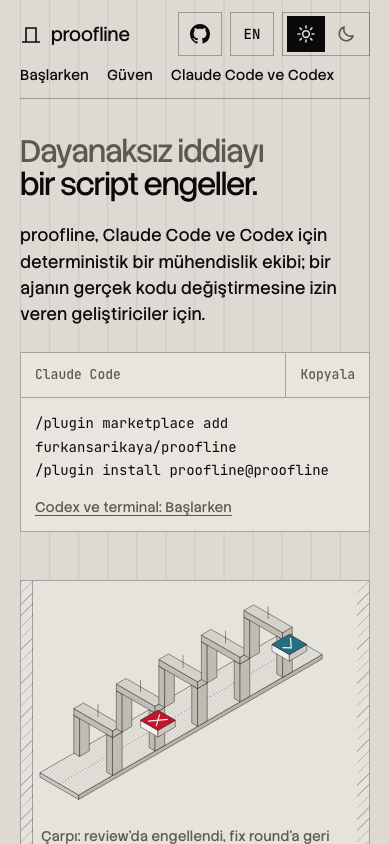 proofline
EN
Başlarken Güven Claude Code ve Codex
Dayanaksız iddiayı
bir script engeller.
proofline, Claude Code ve Codex için
deterministik bir mühendislik ekibi; bir
ajanın gerçek kodu değiştirmesine izin
veren geliştiriciler için.
Claude Code
Kopyala
/plugin marketplace add
furkansarikaya/proofline
/plugin install proofline@proofline
Codex ve terminal: Başlarken
Çarpı: review'da engellendi, fix round'a geri